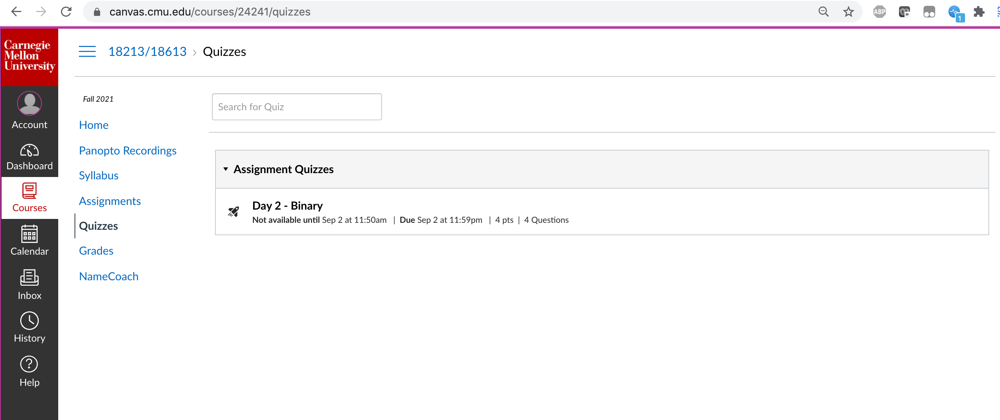 canvas.cmu.edu/courses/24241/quizzes
ABP
1
Carnegie
Mellon
University
18213/18613 › Quizzes
Account
Dashboard
Courses
Calendar
Inbox
History
Help
Fall 2021
Home
Panopto Recordings
Syllabus
Assignments
Quizzes
Grades
NameCoach
Search for Quiz
Assignment Quizzes
Day 2 - Binary
Not available until Sep 2 at 11:50am | Due Sep 2 at 11:59pm | 4 pts | 4 Questions